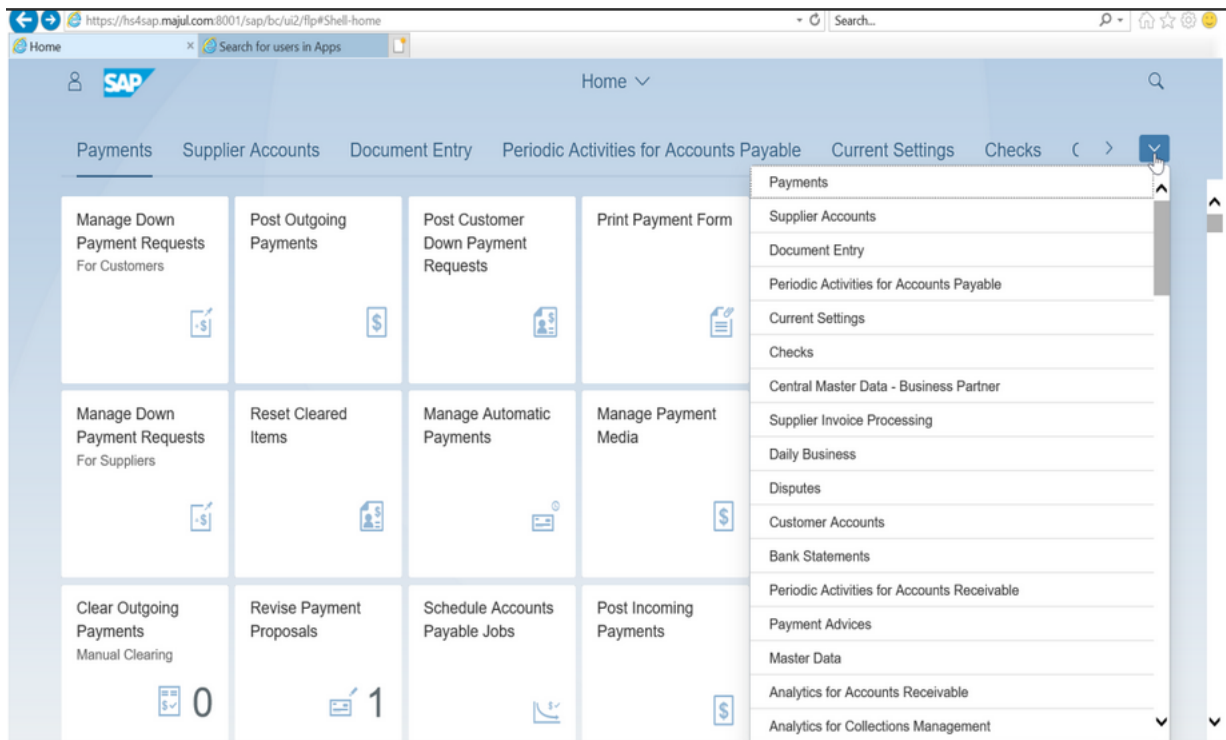 https://hs4sap.majul.com:8001/sap/bc/ui2/flp#Shell-home
Search...
Home
Search for users in Apps
SAP
Home
Payments
Supplier Accounts
Document Entry
Periodic Activities for Accounts Payable
Current Settings
Checks
Manage Down
Payment Requests
For Customers
Post Outgoing
Payments
Post Customer
Down Payment
Requests
Print Payment Form
Manage Down
Payment Requests
For Suppliers
Reset Cleared
Items
Manage Automatic
Payments
Manage Payment
Media
Clear Outgoing
Payments
Manual Clearing
0
Revise Payment
Proposals
1
Schedule Accounts
Payable Jobs
Post Incoming
Payments
Payments
Supplier Accounts
Document Entry
Periodic Activities for Accounts Payable
Current Settings
Checks
Central Master Data - Business Partner
Supplier Invoice Processing
Daily Business
Disputes
Customer Accounts
Bank Statements
Periodic Activities for Accounts Receivable
Payment Advices
Master Data
Analytics for Accounts Receivable
Analytics for Collections Management